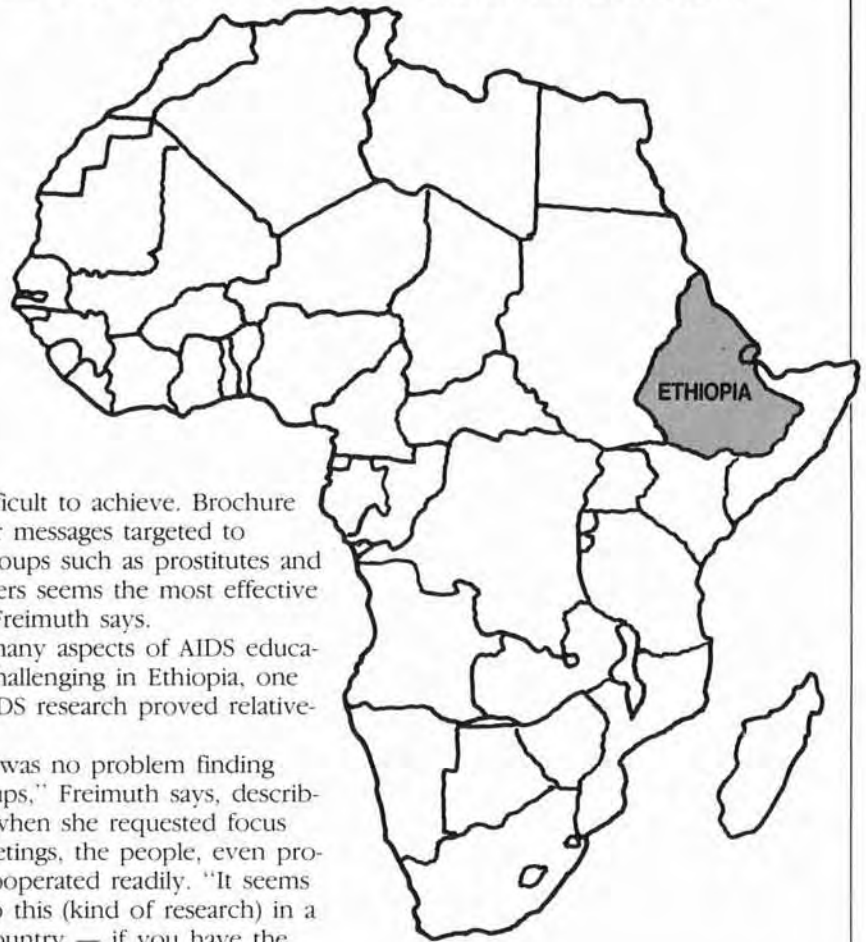 ETHIOPIA
ficult to achieve. Brochure
r messages targeted to
oups such as prostitutes and
ers seems the most effective
Freimuth says.
many aspects of AIDS educa-
hallenging in Ethiopia, one
DS research proved relative-
was no problem finding
ups," Freimuth says, describ-
when she requested focus
etings, the people, even pro-
ooperated readily. "It seems
o this (kind of research) in a
ountry — if you have the